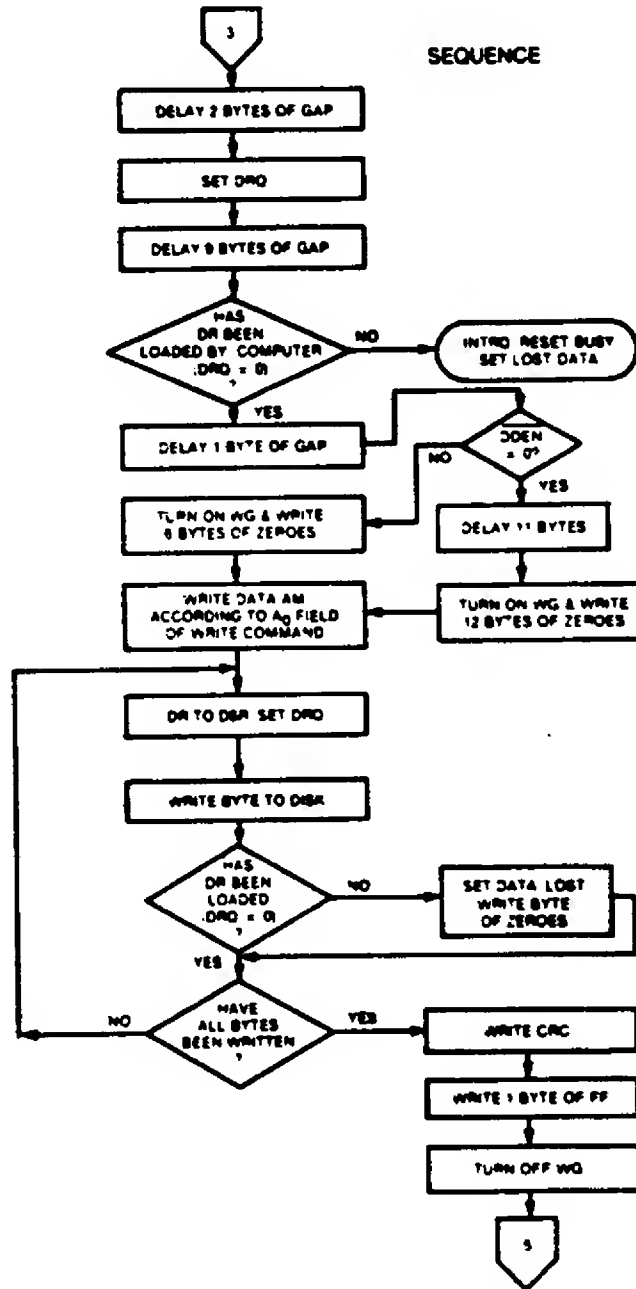 3
SEQUENCE
DELAY 2 BYTES OF GAP
SET DRQ
DELAY 9 BYTES OF GAP
HAS
DR BEEN
LOADED BY COMPUTER
(DRQ = 0)
?
NO
INTRQ RESET BUSY
SET LOST DATA
YES
DELAY 1 BYTE OF GAP
DDEN
= 0?
NO
YES
TURN ON WG & WRITE
6 BYTES OF ZEROES
DELAY 11 BYTES
WRITE DATA AM
ACCORDING TO A0 FIELD
OF WRITE COMMAND
TURN ON WG & WRITE
12 BYTES OF ZEROES
DR TO DSR SET DRQ
WRITE BYTE TO DISK
HAS
DR BEEN
LOADED
(DRQ = 0)
?
NO
SET DATA LOST
WRITE BYTE
OF ZEROES
YES
HAVE
ALL BYTES
BEEN WRITTEN
?
NO
YES
WRITE CRC
WRITE 1 BYTE OF FF
TURN OFF WG
5